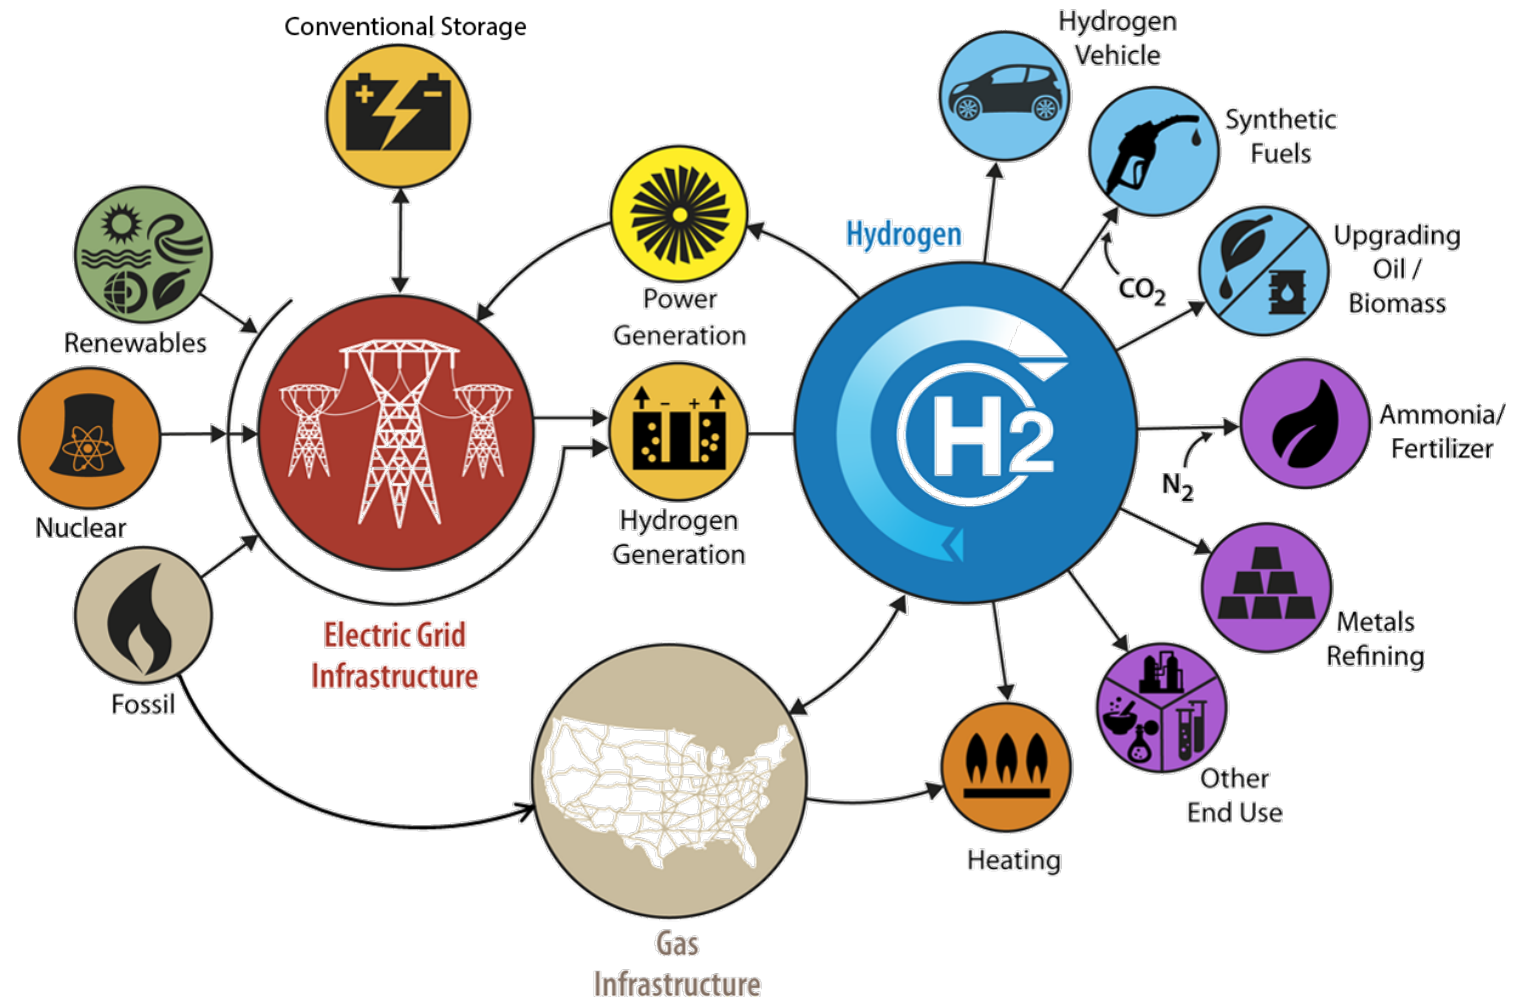 Conventional Storage
+ −
Hydrogen
Vehicle
Synthetic
Fuels
CO2
Upgrading
Oil /
Biomass
Renewables
Power
Generation
Hydrogen
H2
Ammonia/
Fertilizer
N2
Nuclear
− +
Hydrogen
Generation
Metals
Refining
Electric Grid
Infrastructure
Fossil
Other
End Use
Heating
Gas
Infrastructure